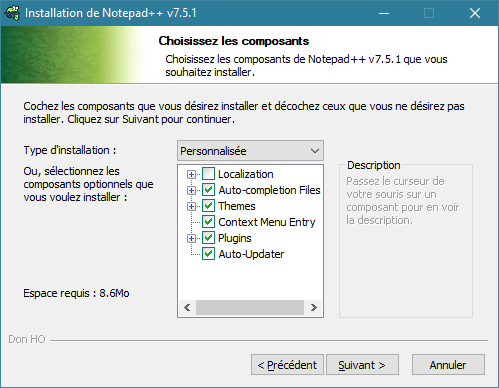 Installation de Notepad++ v7.5.1
Choisissez les composants
Choisissez les composants de Notepad++ v7.5.1 que vous
souhaitez installer.
Cochez les composants que vous désirez installer et décochez ceux que vous ne désirez pas
installer. Cliquez sur Suivant pour continuer.
Type d'installation :
Personnalisée
Ou, sélectionnez les
composants optionnels que
vous voulez installer :
Localization
Auto-completion Files
Themes
Context Menu Entry
Plugins
Auto-Updater
Description
Passez le curseur de
votre souris sur un
composant pour en voir
la description.
Espace requis : 8.6Mo
Don HO
< Précédent
Suivant >
Annuler